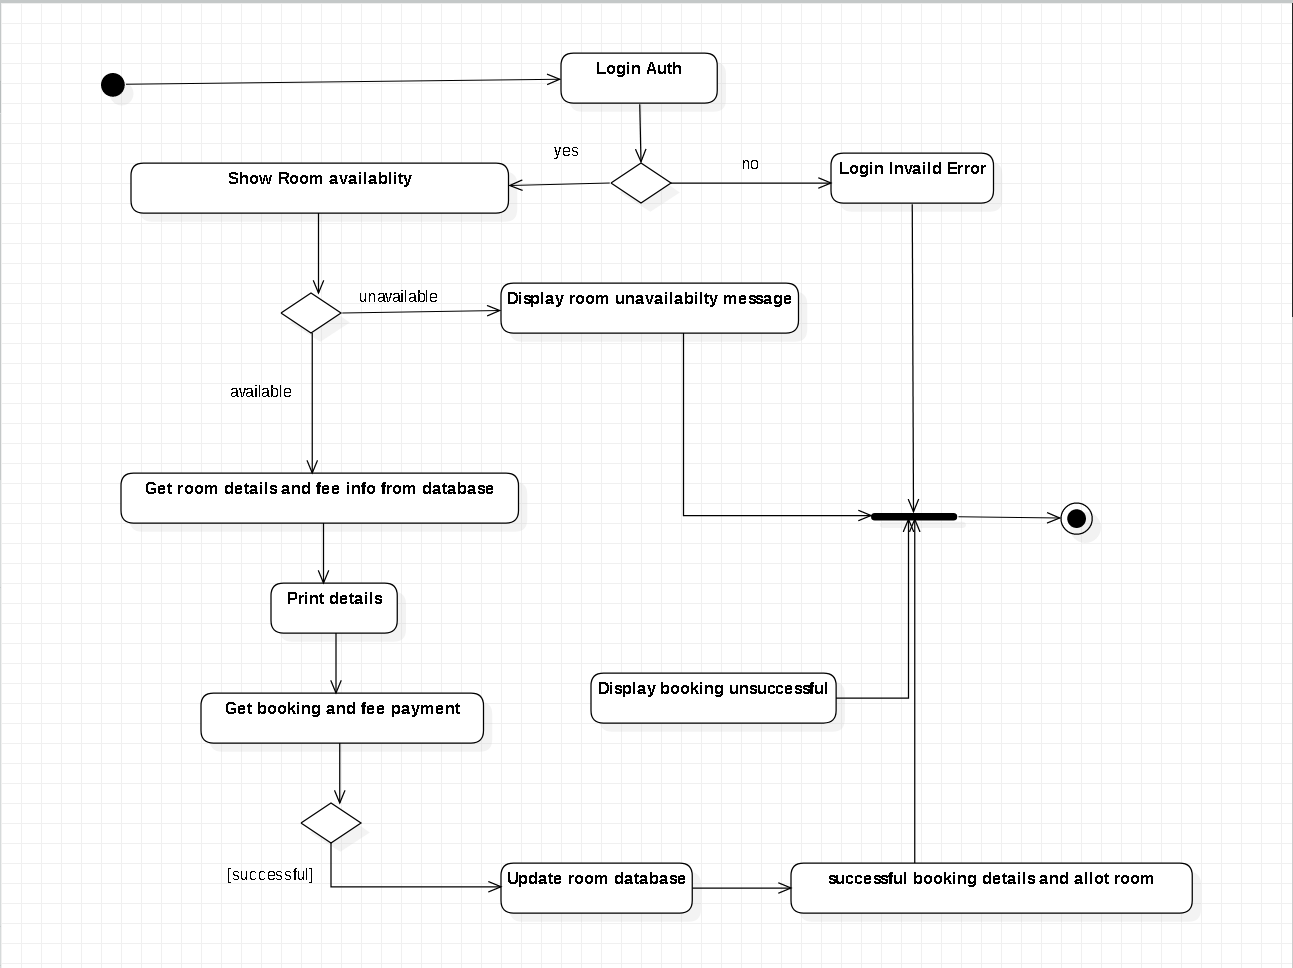 Login Auth
yes
no
Login Invaild Error
Show Room availablity
unavailable
Display room unavailabilty message
available
Get room details and fee info from database
Print details
Display booking unsuccessful
Get booking and fee payment
[successful]
Update room database
successful booking details and allot room